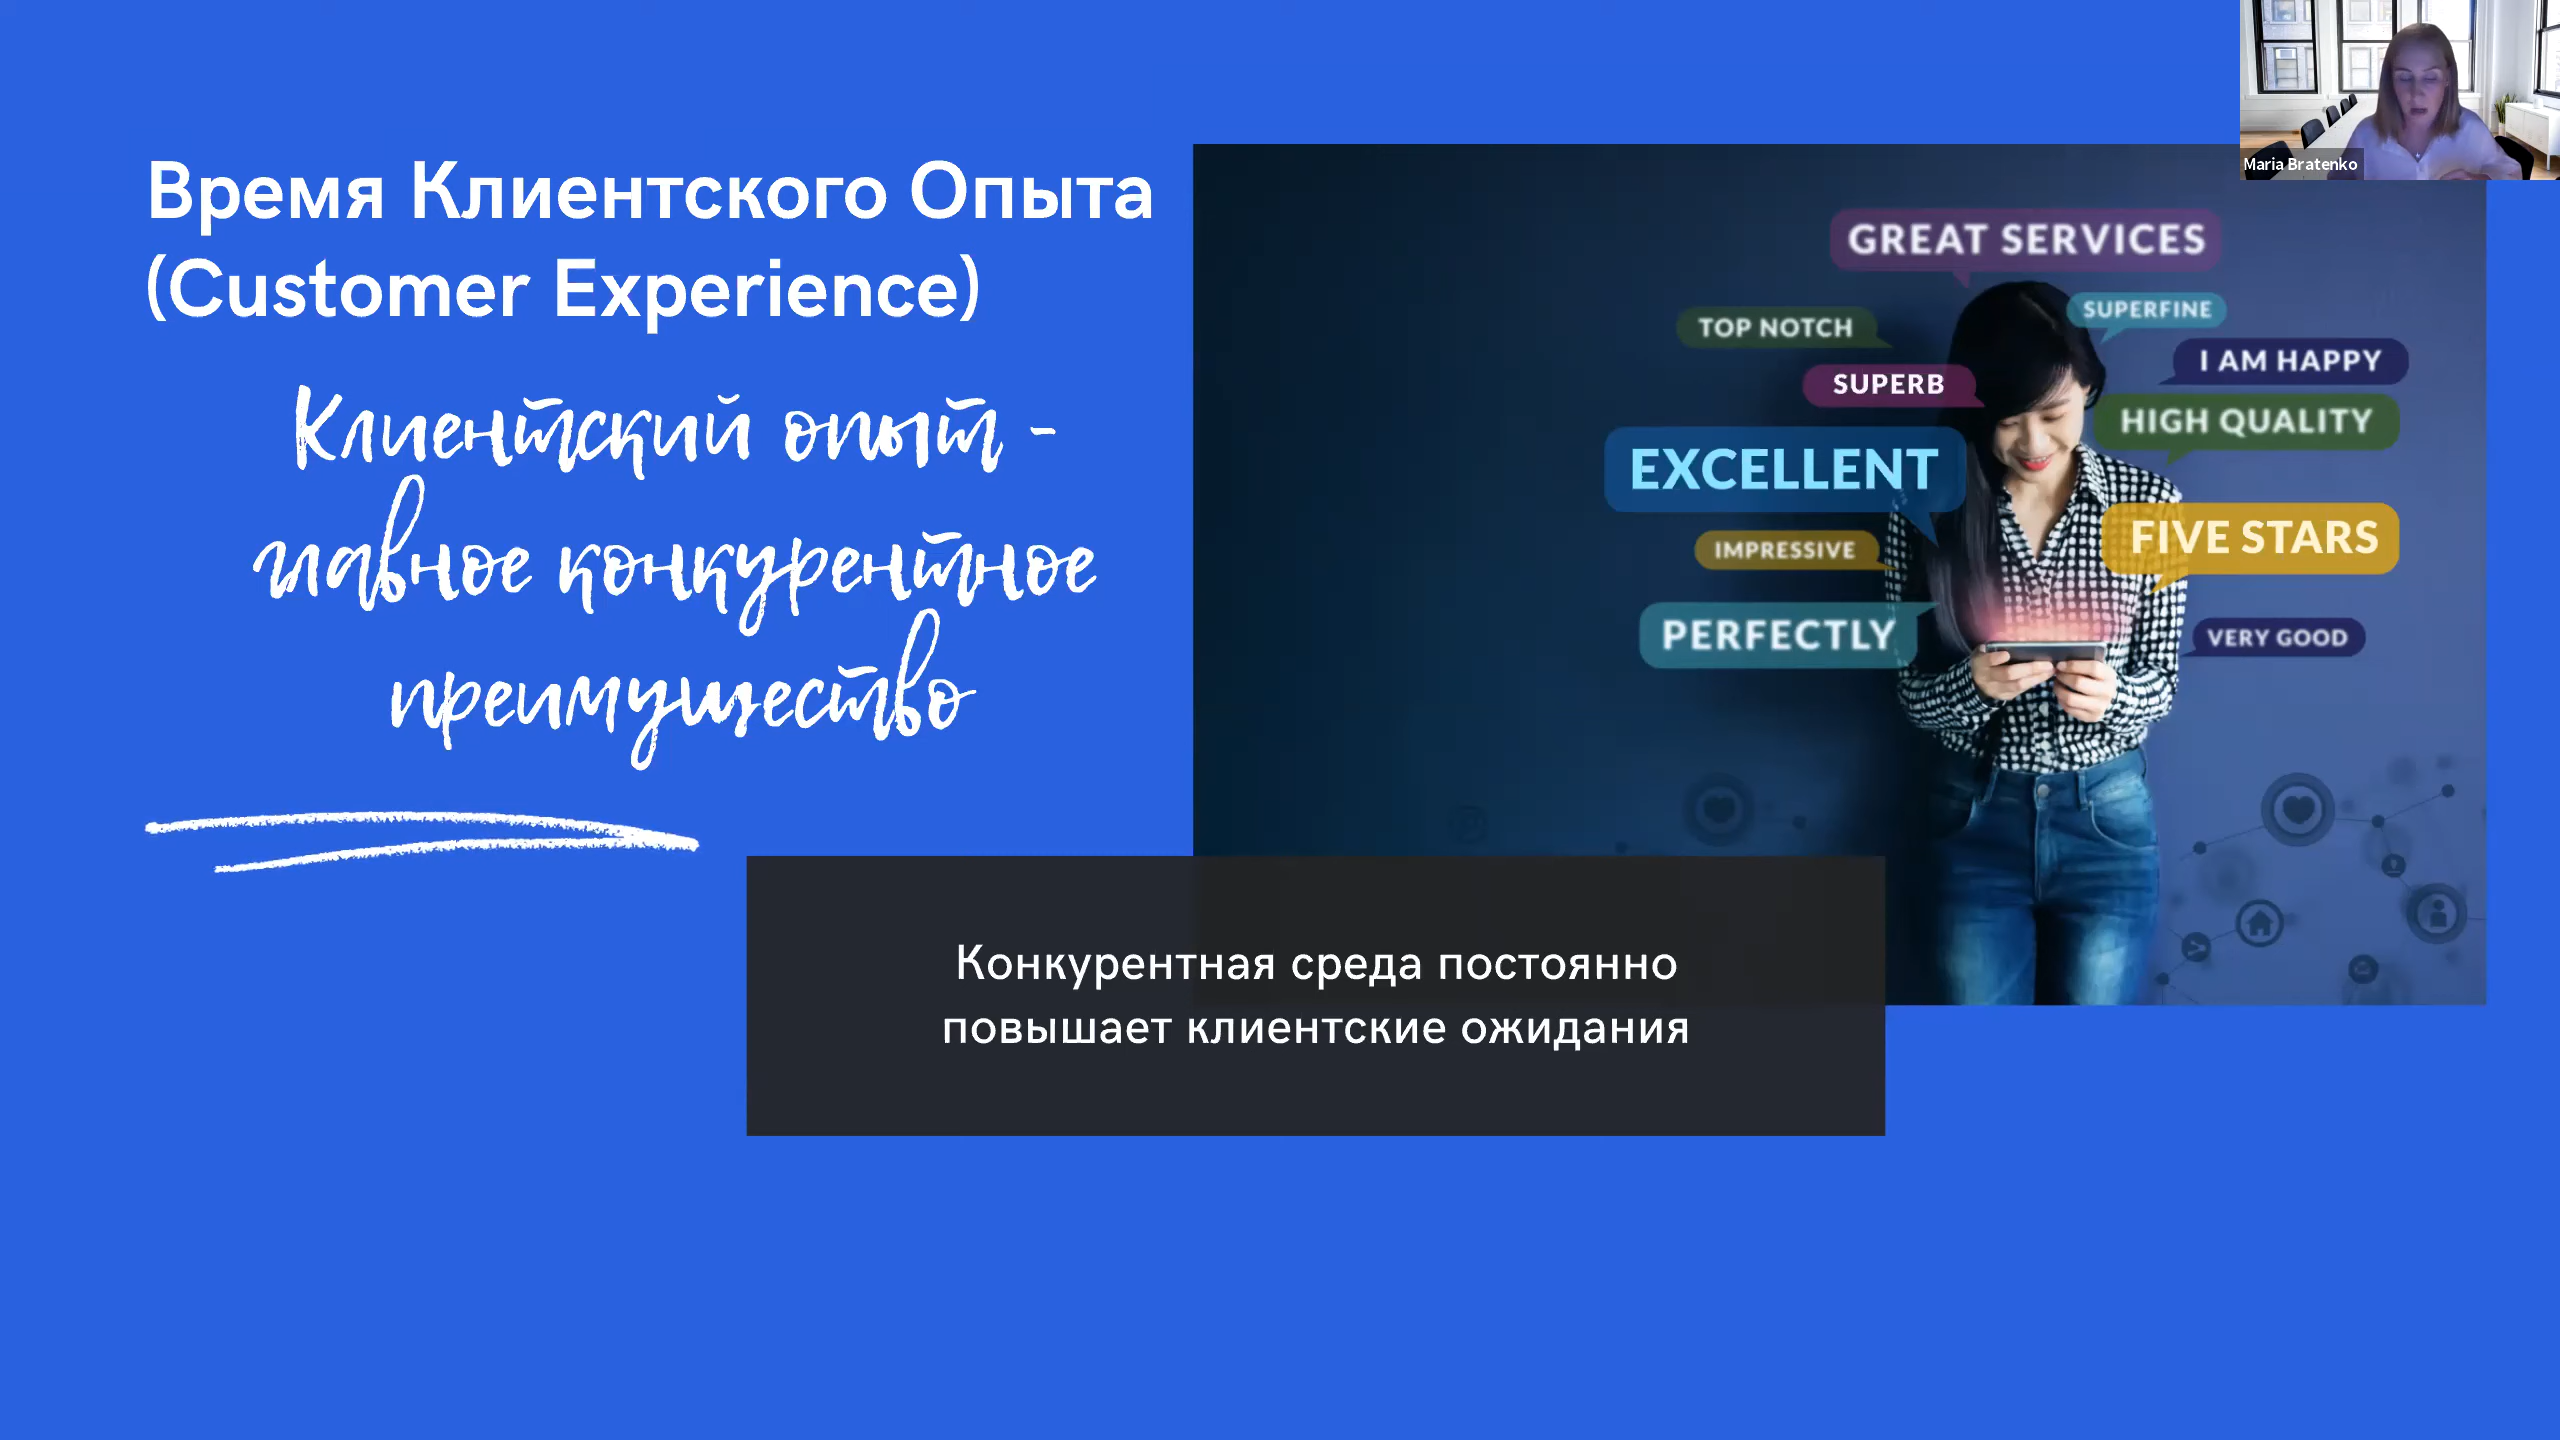 Время Клиентского Опыта
(Customer Experience)
Клиентский опыт -
главное конкурентное
преимущество
Maria Bratenko
GREAT SERVICES
TOP NOTCH
SUPERFINE
SUPERB
I AM HAPPY
HIGH QUALITY
EXCELLENT
FIVE STARS
IMPRESSIVE
PERFECTLY
VERY GOOD
Конкурентная среда постоянно
повышает клиентские ожидания